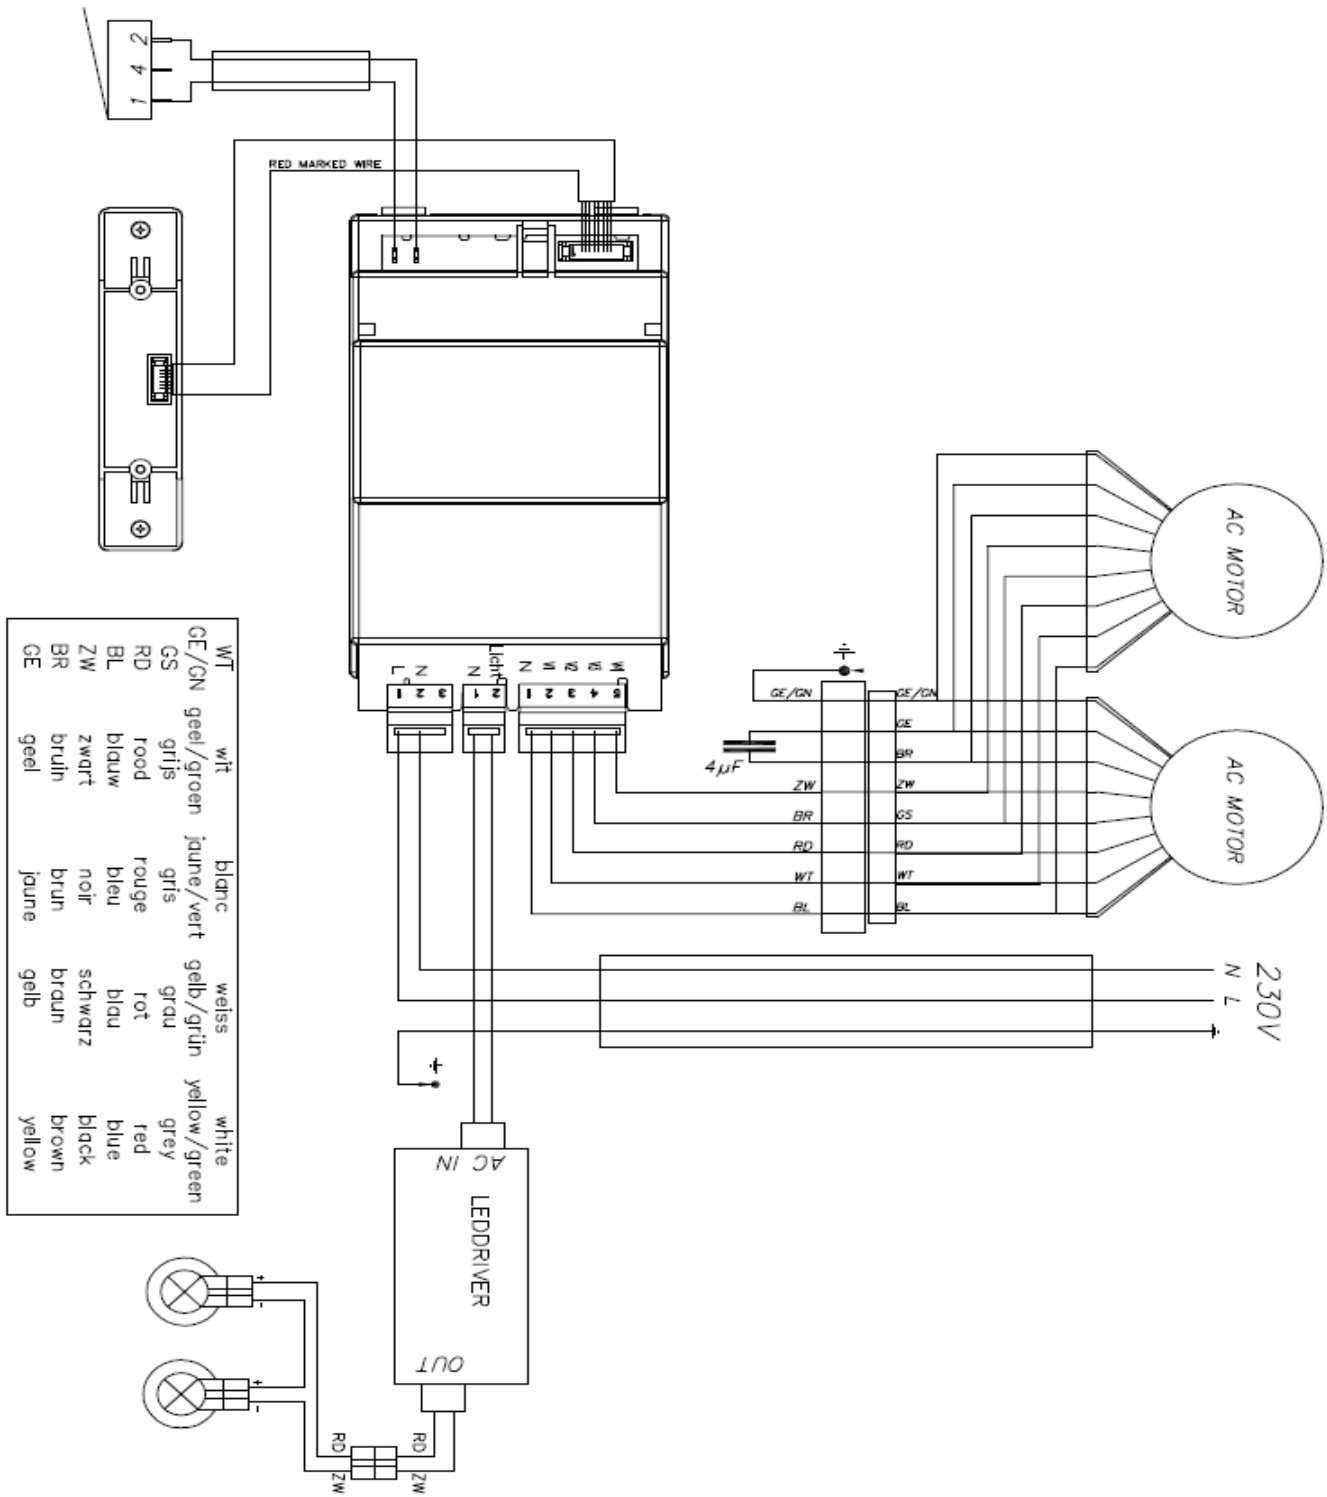 2
4
1
RED MARKED WIRE
AC MOTOR
AC MOTOR
L N
1 2 3
N Licht
1 2
N V1 V2 V3 V4
1 2 3 4 5
GE/GN
4µF
ZW
BR
RD
WT
BL
GE/GN
GE
BR
ZW
GS
RD
WT
BL
230V
N
L
AC IN
LEDDRIVER
OUT
RD
ZW
RD
ZW
+
-
+
-
WT wit blanc weiss white
GE/GN geel/groen jaune/vert gelb/grün yellow/green
GS grijs gris grau grey
RD rood rouge rot red
BL blauw bleu blau blue
ZW zwart noir schwarz black
BR bruin brun braun brown
GE geel jaune gelb yellow